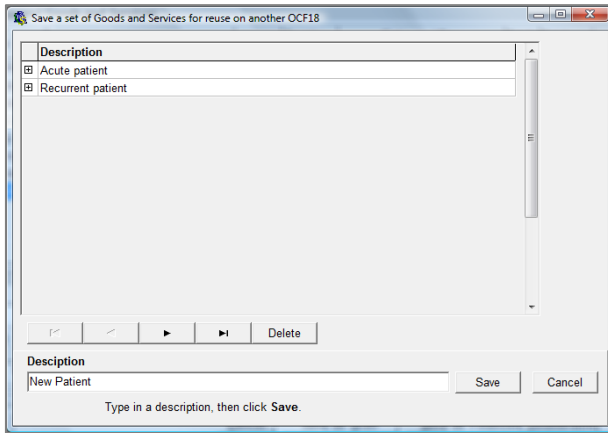 Save a set of Goods and Services for reuse on another OCF18
Description
Acute patient
Recurrent patient
Delete
Desciption
New Patient
Save
Cancel
Type in a description, then click Save.